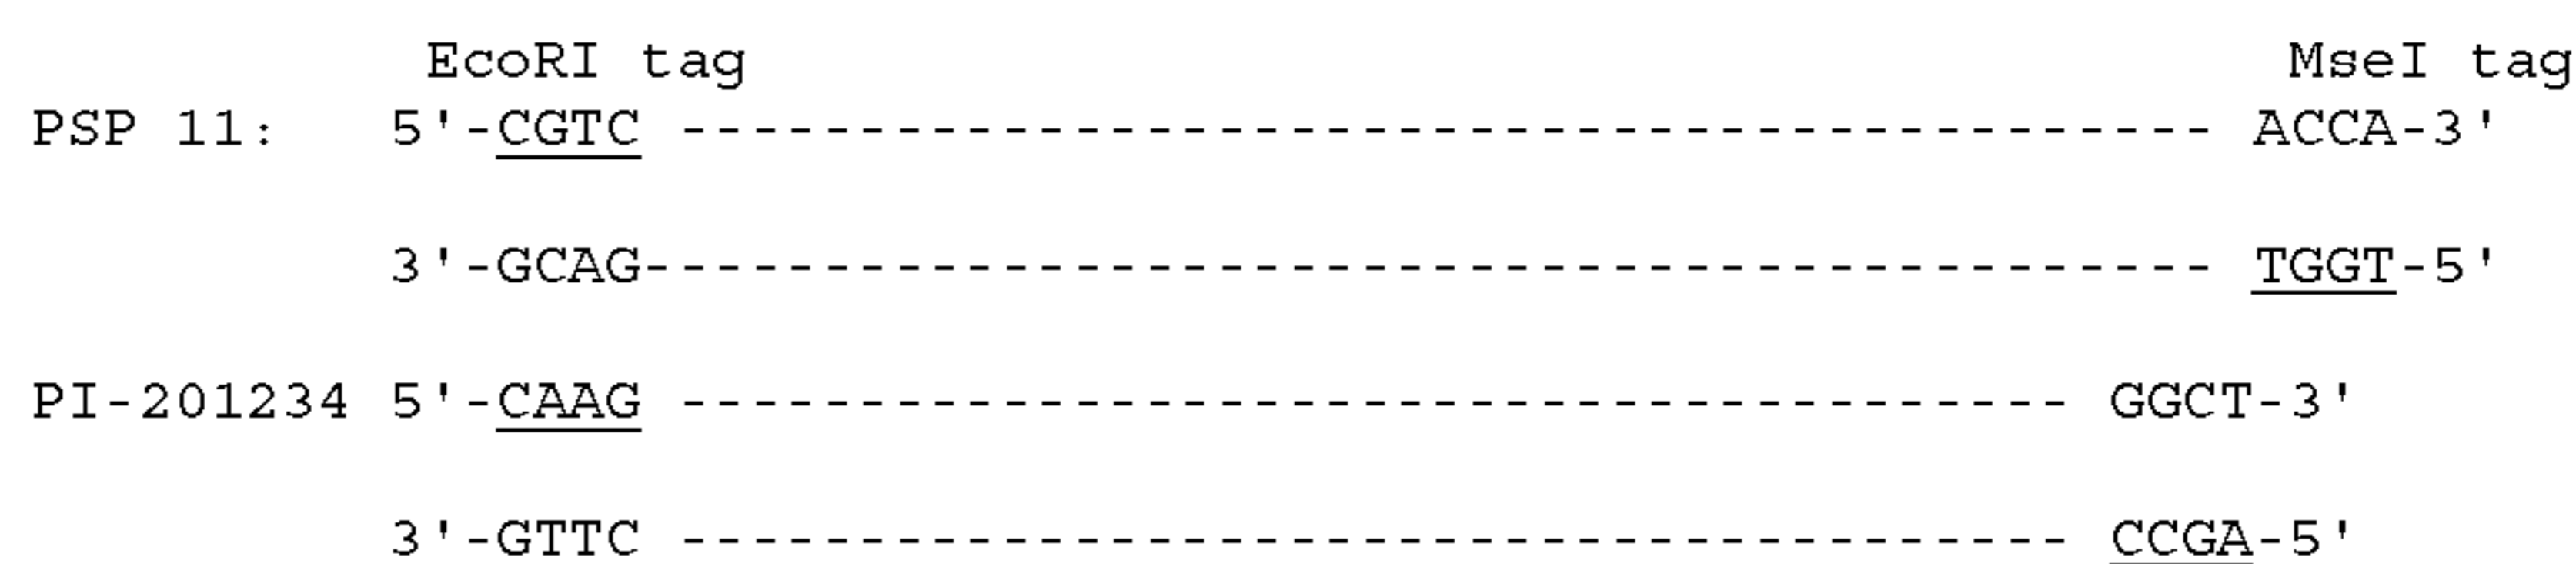 EcoRI tag MseI tag
PSP 11: 5'-CGTC ------------------------------------------- ACCA-3'
3'-GCAG-------------------------------------------- TGGT-5'
PI-201234 5'-CAAG --------------------------------------- GGCT-3'
3'-GTTC --------------------------------------- CCGA-5'